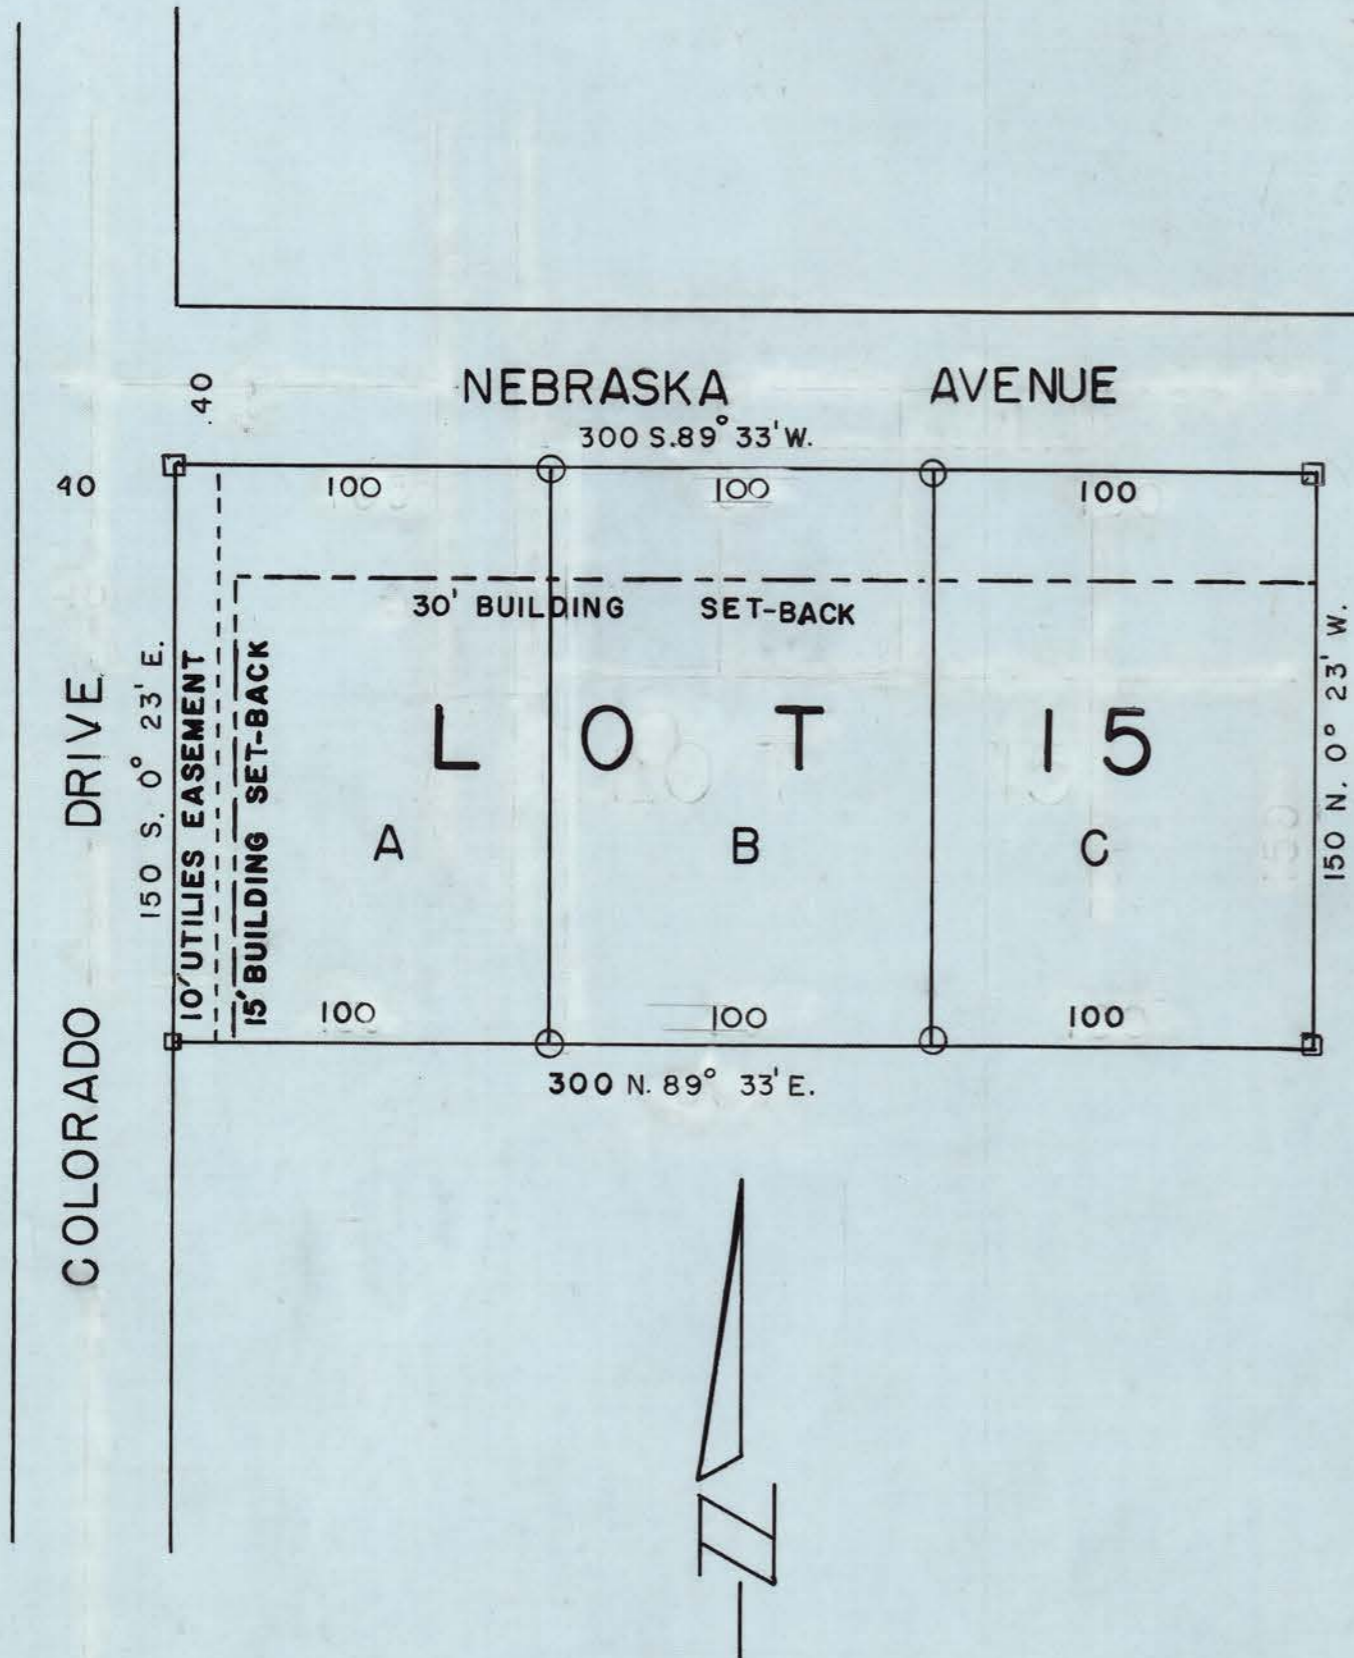 NEBRASKA AVENUE
40
300 S.89° 33' W.
40
100 100 100
30' BUILDING SET-BACK
COLORADO DRIVE
150 S. 0° 23' E.
10' UTILIES EASEMENT
15' BUILDING SET-BACK
LOT 15
A B C
150 N. 0° 23' W.
100 100 100
300 N. 89° 33' E.
N